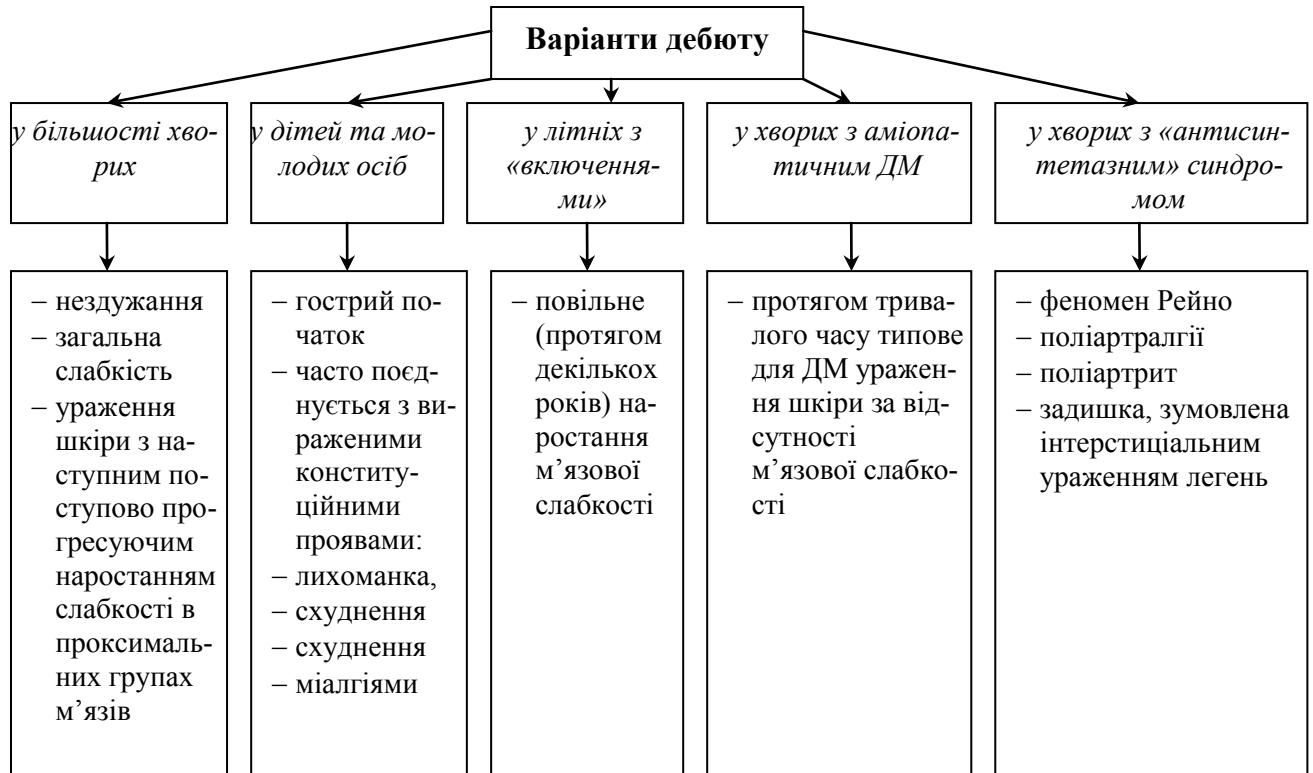 Варіанти дебюту
у більшості хво-
рих
у дітей та мо-
лодих осіб
у літніх з
«включення-
ми»
у хворих з аміопа-
тичним ДМ
у хворих з «антисин-
тетазним» синдро-
мом
– нездужання
– загальна
слабкість
– ураження
шкіри з на-
ступним по-
ступово про-
гресуючим
наростанням
слабкості в
проксималь-
них групах
м’язів
– гострий по-
чаток
– часто поєд-
нується з ви-
раженими
конститу-
ційними
проявами:
– лихоманка,
– схуднення
– схуднення
– міалгіями
– повільне
(протягом
декількох
років) на-
ростання
м’язової
слабкості
– протягом трива-
лого часу типове
для ДМ уражен-
ня шкіри за від-
сутності
м’язової слабко-
сті
– феномен Рейно
– поліартралгії
– поліартрит
– задишка, зумовлена
інтерстиціальним
ураженням легень